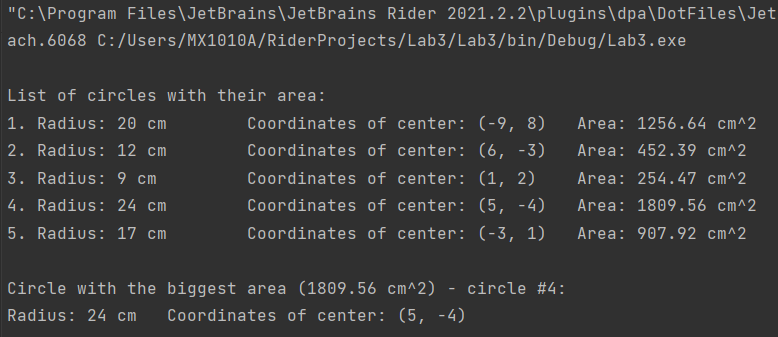 "C:\Program Files\JetBrains\JetBrains Rider 2021.2.2\plugins\dpa\DotFiles\Jet
ach.6068 C:/Users/MX1010A/RiderProjects/Lab3/Lab3/bin/Debug/Lab3.exe
List of circles with their area:
1. Radius: 20 cm        Coordinates of center: (-9, 8)   Area: 1256.64 cm^2
2. Radius: 12 cm        Coordinates of center: (6, -3)   Area: 452.39 cm^2
3. Radius: 9 cm         Coordinates of center: (1, 2)    Area: 254.47 cm^2
4. Radius: 24 cm        Coordinates of center: (5, -4)   Area: 1809.56 cm^2
5. Radius: 17 cm        Coordinates of center: (-3, 1)   Area: 907.92 cm^2
Circle with the biggest area (1809.56 cm^2) - circle #4:
Radius: 24 cm   Coordinates of center: (5, -4)